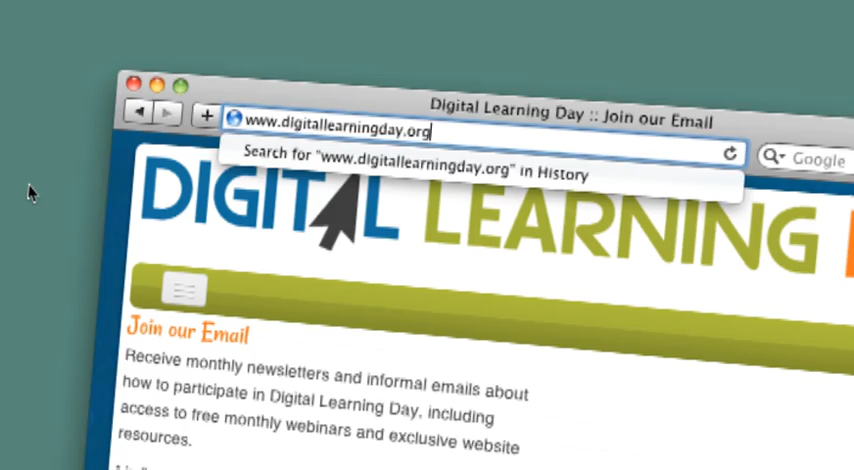 Digital Learning Day :: Join our Email
www.digitallearningday.org
Google
Search for "www.digitallearningday.org" in History
DIGITAL LEARNING
Join our Email
Receive monthly newsletters and informal emails about
how to participate in Digital Learning Day, including
access to free monthly webinars and exclusive website
resources.